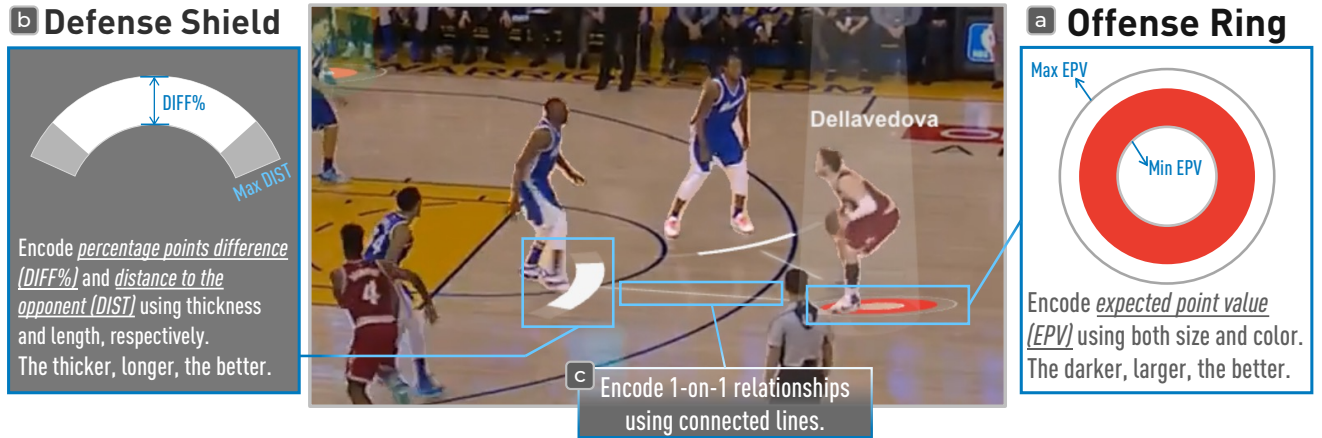 b Defense Shield
DIFF%
Max DIST
Encode percentage points difference
(DIFF%) and distance to the
opponent (DIST) using thickness
and length, respectively.
The thicker, longer, the better.
Dellavedova
4
NBA
c Encode 1-on-1 relationships
using connected lines.
a Offense Ring
Max EPV
Min EPV
Encode expected point value
(EPV) using both size and color.
The darker, larger, the better.